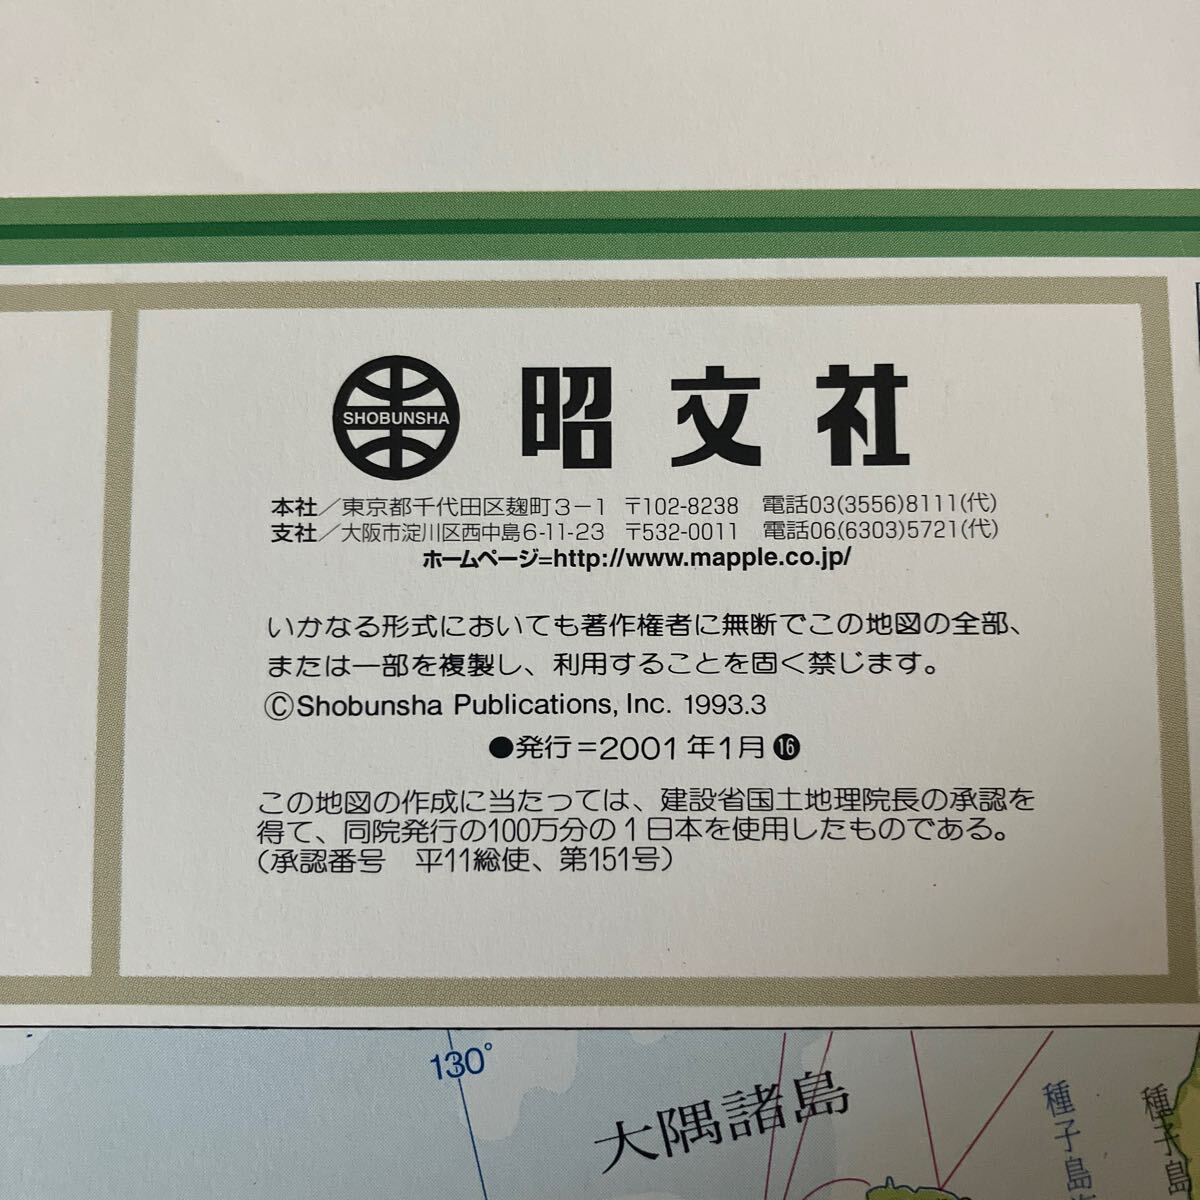 SHOBUNSHA
昭文社
本社／東京都千代田区麹町3-1 〒102-8238 電話03(3556)8111(代)
支社／大阪市淀川区西中島6-11-23 〒532-0011 電話06(6303)5721(代)
ホームページ=http://www.mapple.co.jp/
いかなる形式においても著作権者に無断でこの地図の全部、
または一部を複製し、利用することを固く禁じます。
©Shobunsha Publications, Inc. 1993.3
●発行=2001年1月⓰
この地図の作成に当たっては、建設省国土地理院長の承認を
得て、同院発行の100万分の1日本を使用したものである。
(承認番号　平11総使、第151号)
130°
大隅諸島
種子島
種子島